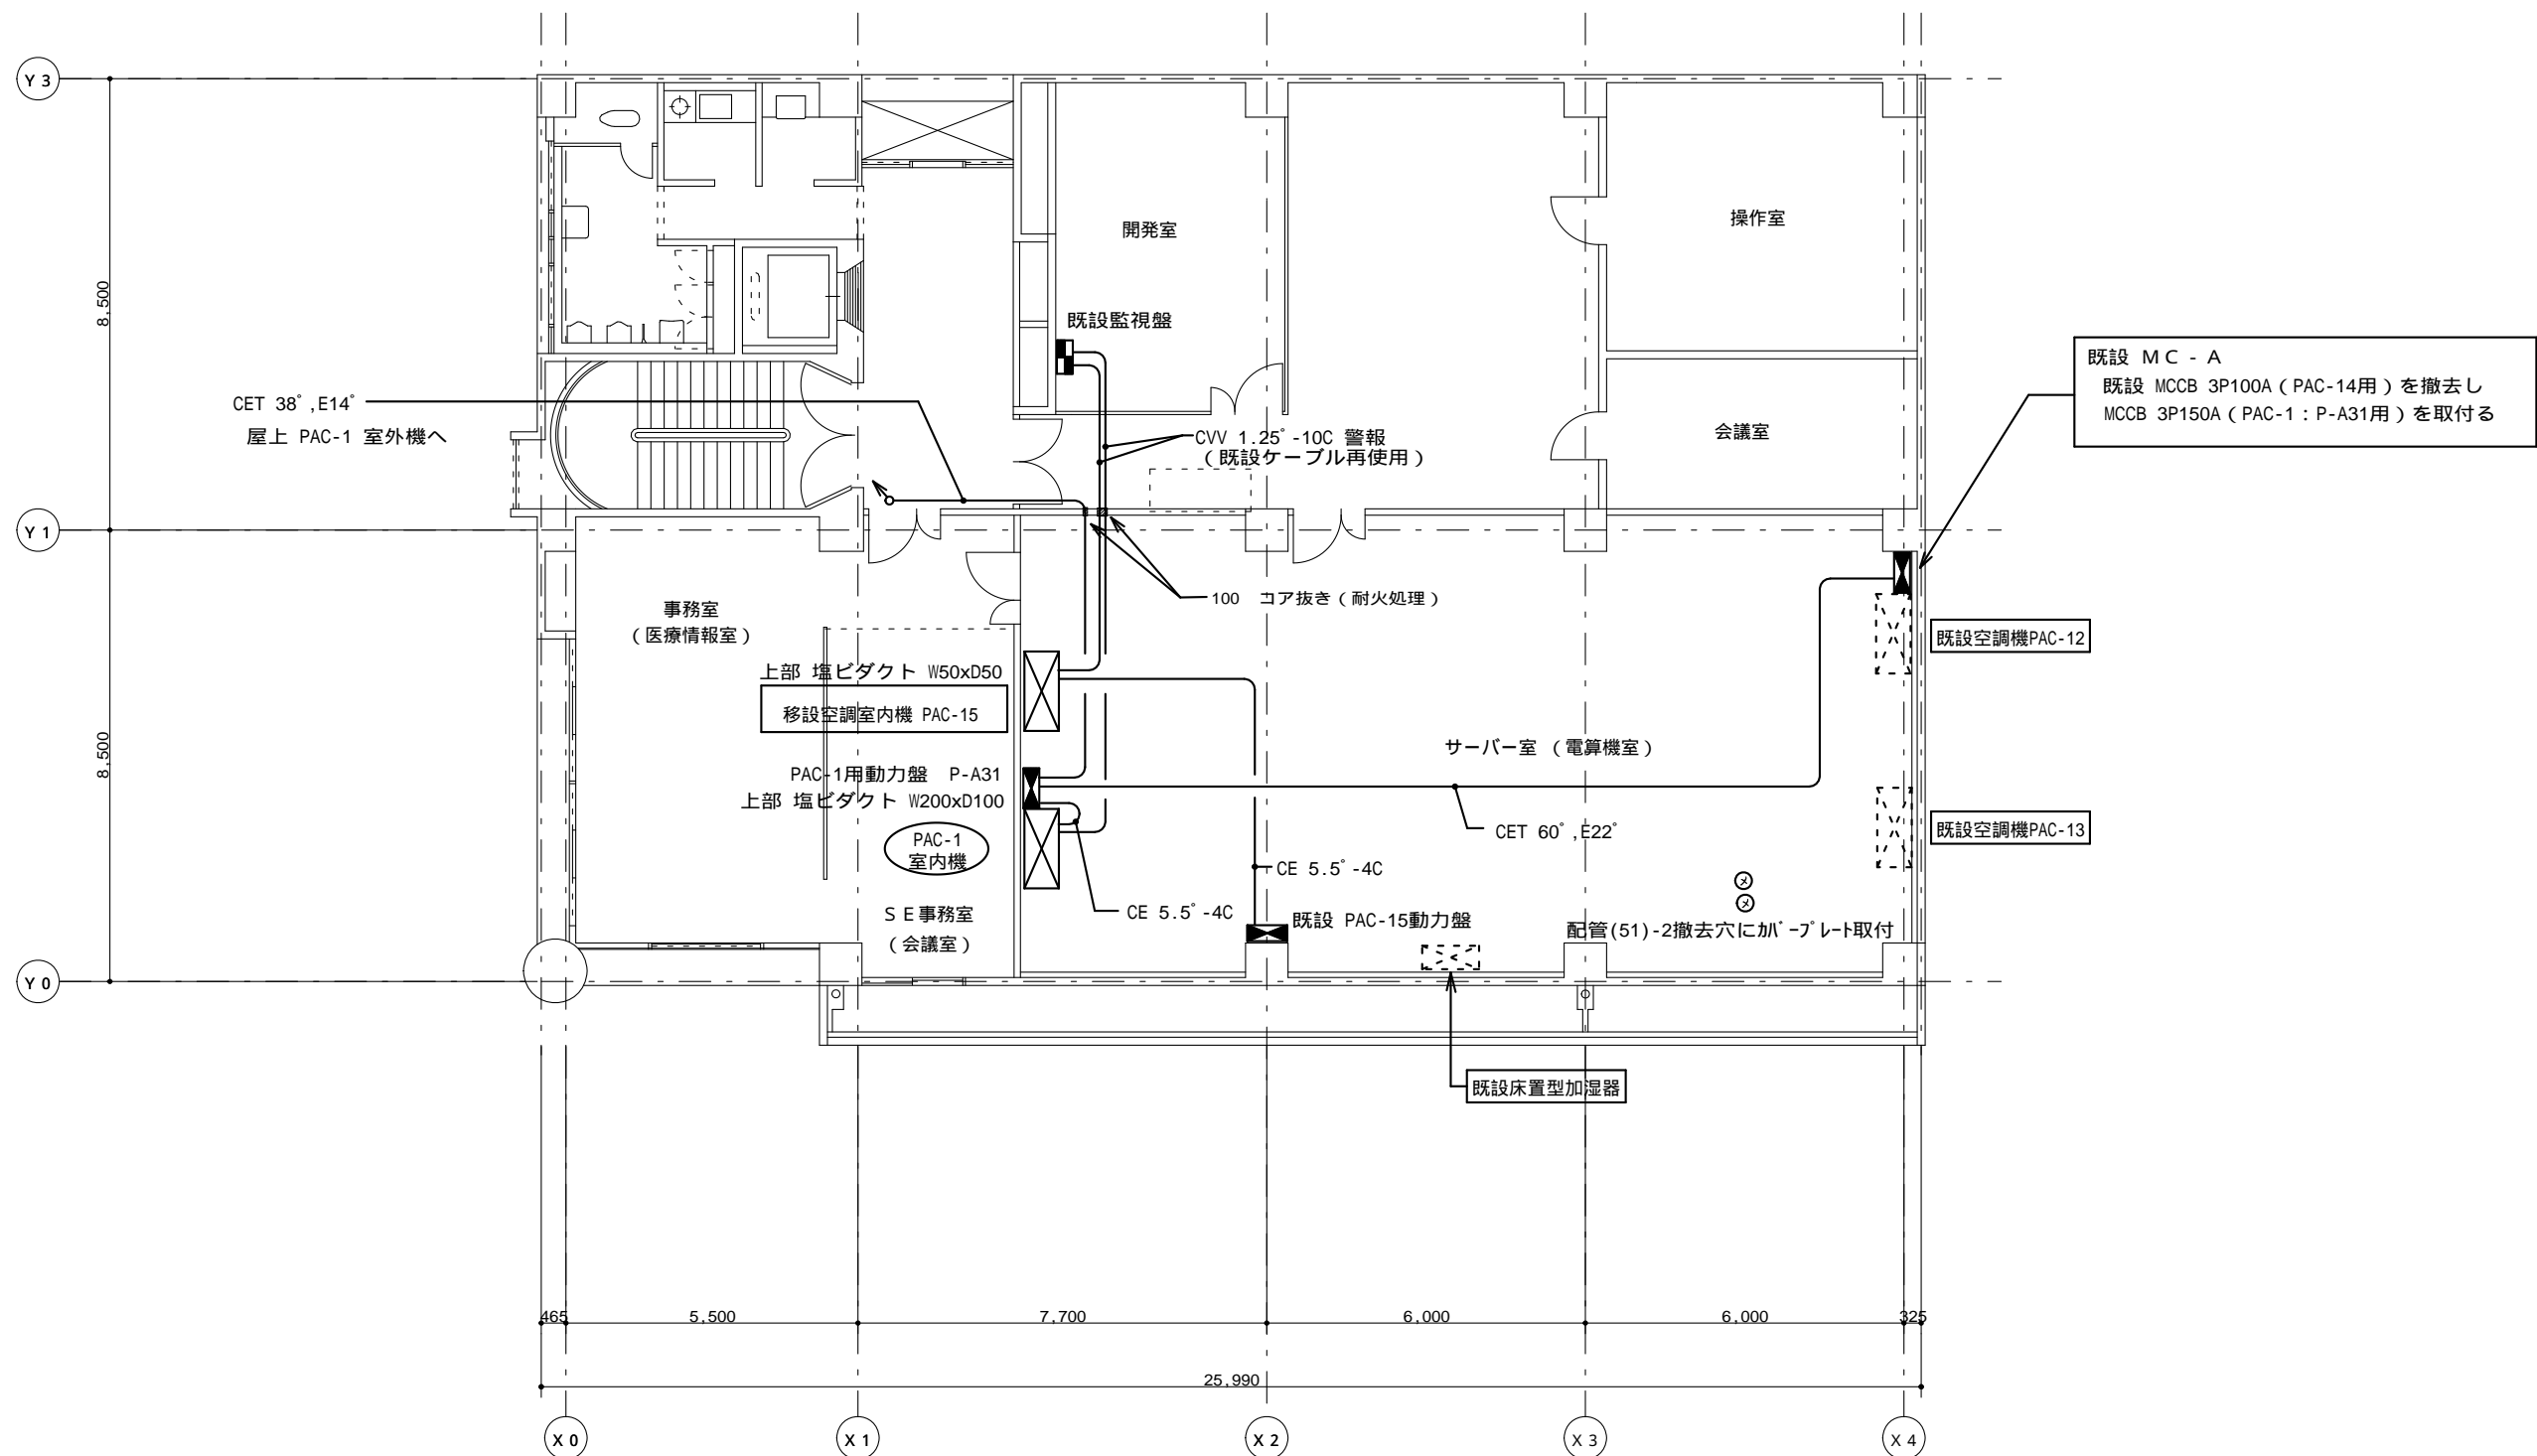 Y 3
8,500
Y 1
8,500
Y 0
開発室
操作室
既設監視盤
会議室
CET 38°,E14°
屋上 PAC-1 室外機へ
CVV 1.25°-10C 警報
（既設ケーブル再使用）
既設 ＭＣ - Ａ
既設 MCCB 3P100A（PAC-14用）を撤去し
MCCB 3P150A（PAC-1：P-A31用）を取付る
100　コア抜き（耐火処理）
事務室
（医療情報室）
既設空調機PAC-12
上部 塩ビダクト W50xD50
移設空調室内機 PAC-15
サーバー室 （電算機室）
PAC-1用動力盤　P-A31
上部 塩ビダクト W200xD100
PAC-1
室内機
CET 60°,E22°
既設空調機PAC-13
CE 5.5°-4C
CE 5.5°-4C
ＳＥ事務室
（会議室）
既設 PAC-15動力盤
配管(51)-2撤去穴にｶﾊﾞｰﾌﾟﾚｰﾄ取付
既設床置型加湿器
465
5,500
7,700
6,000
6,000
325
25,990
X 0
X 1
X 2
X 3
X 4